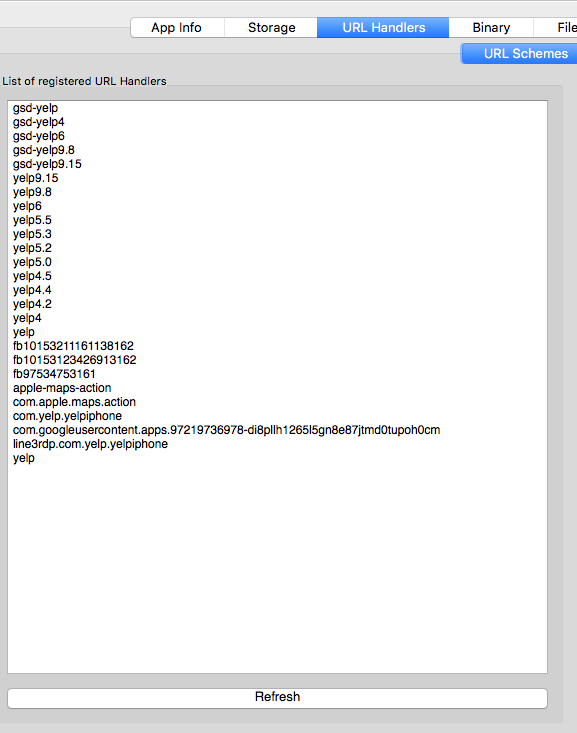 App Info Storage URL Handlers Binary File
URL Schemes
List of registered URL Handlers
gsd-yelp
gsd-yelp4
gsd-yelp6
gsd-yelp9.8
gsd-yelp9.15
yelp9.15
yelp9.8
yelp6
yelp5.5
yelp5.3
yelp5.2
yelp5.0
yelp4.5
yelp4.4
yelp4.2
yelp4
yelp
fb10153211161138162
fb10153123426913162
fb97534753161
apple-maps-action
com.apple.maps.action
com.yelp.yelpiphone
com.googleusercontent.apps.97219736978-di8pllh1265l5gn8e87jtmd0tupoh0cm
line3rdp.com.yelp.yelpiphone
yelp
Refresh